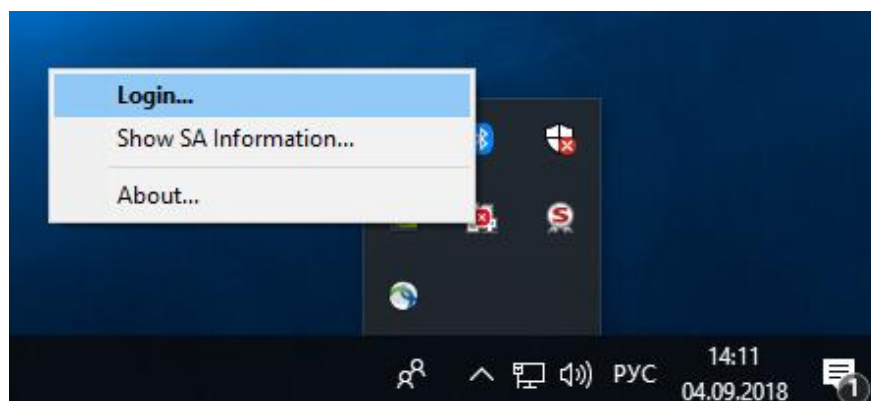 Login...
Show SA Information...
About...
S
РУС
14:11
04.09.2018
1